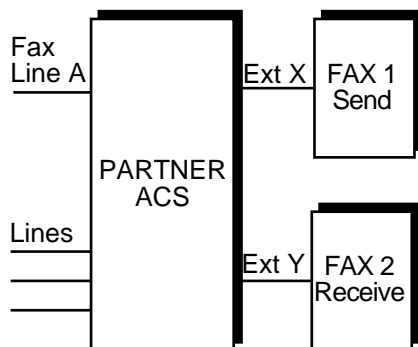 Fax
Line A
Ext X
FAX 1
Send
PARTNER
ACS
Lines
Ext Y
FAX 2
Receive